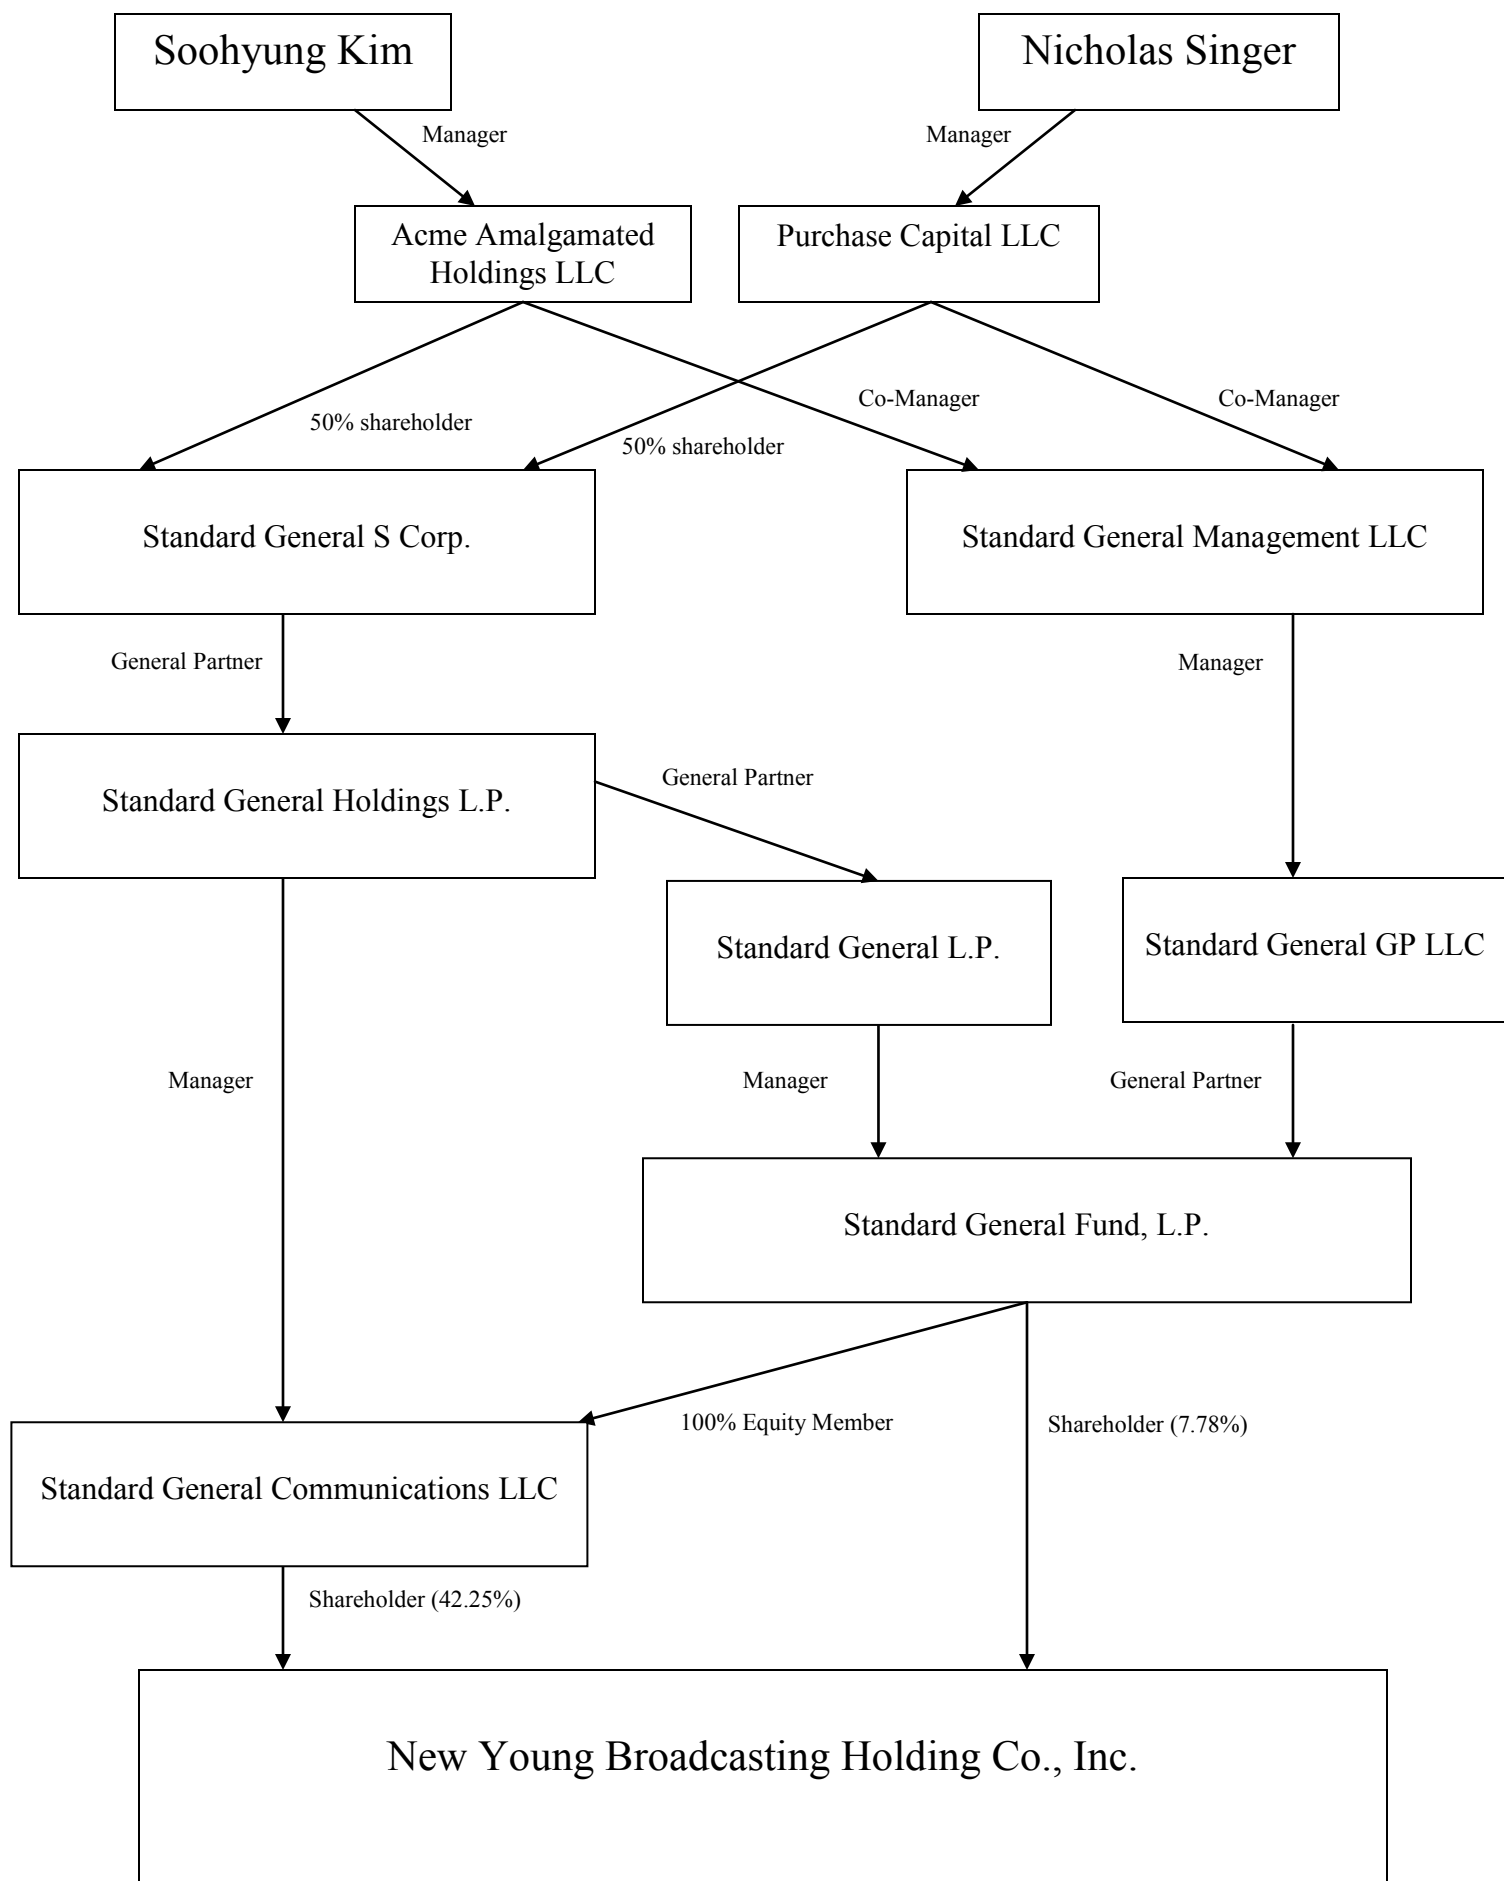 Soohyung Kim
Nicholas Singer
Manager
Manager
Acme Amalgamated
Holdings LLC
Purchase Capital LLC
Co-Manager
Co-Manager
50% shareholder
50% shareholder
Standard General S Corp.
Standard General Management LLC
General Partner
Manager
General Partner
Standard General Holdings L.P.
Standard General L.P.
Standard General GP LLC
Manager
Manager
General Partner
Standard General Fund, L.P.
100% Equity Member
Shareholder (7.78%)
Standard General Communications LLC
Shareholder (42.25%)
New Young Broadcasting Holding Co., Inc.